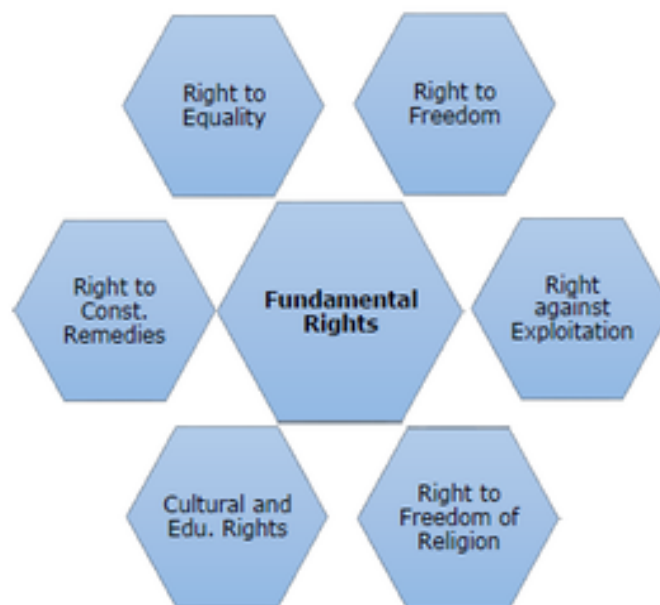 Right to
Equality
Right to
Freedom
Right to
Const.
Remedies
Fundamental
Rights
Right
against
Exploitation
Cultural and
Edu. Rights
Right to
Freedom of
Religion